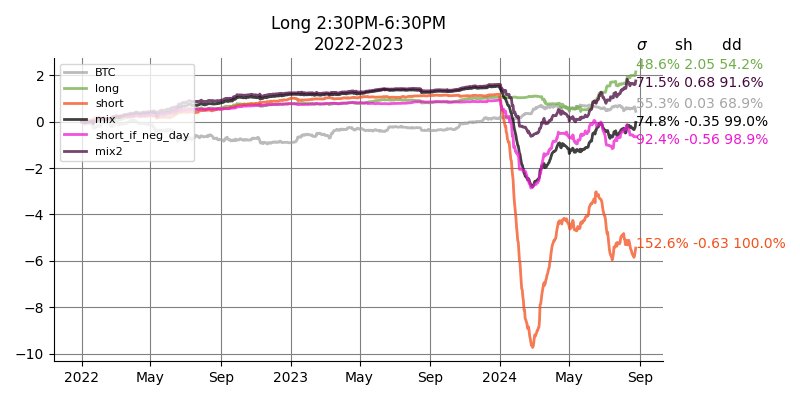 Long 2:30PM-6:30PM
2022-2023
σ sh dd
48.6% 2.05 54.2%
71.5% 0.68 91.6%
55.3% 0.03 68.9%
74.8% -0.35 99.0%
92.4% -0.56 98.9%
152.6% -0.63 100.0%
BTC
long
short
mix
short_if_neg_day
mix2
2
0
−2
−4
−6
−8
−10
2022 May Sep 2023 May Sep 2024 May Sep